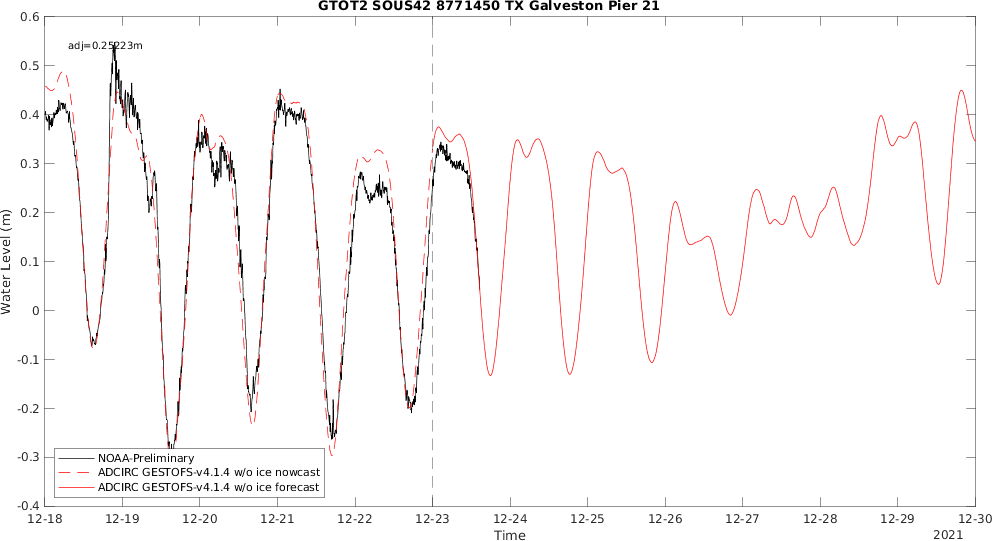 GTOT2 SOUS42 8771450 TX Galveston Pier 21
adj=0.25223m
0.6
0.5
0.4
0.3
0.2
0.1
0
-0.1
-0.2
-0.3
-0.4
Water Level (m)
NOAA-Preliminary
ADCIRC GESTOFS-v4.1.4 w/o ice nowcast
ADCIRC GESTOFS-v4.1.4 w/o ice forecast
12-18 12-19 12-20 12-21 12-22 12-23 12-24 12-25 12-26 12-27 12-28 12-29 12-30
Time
2021